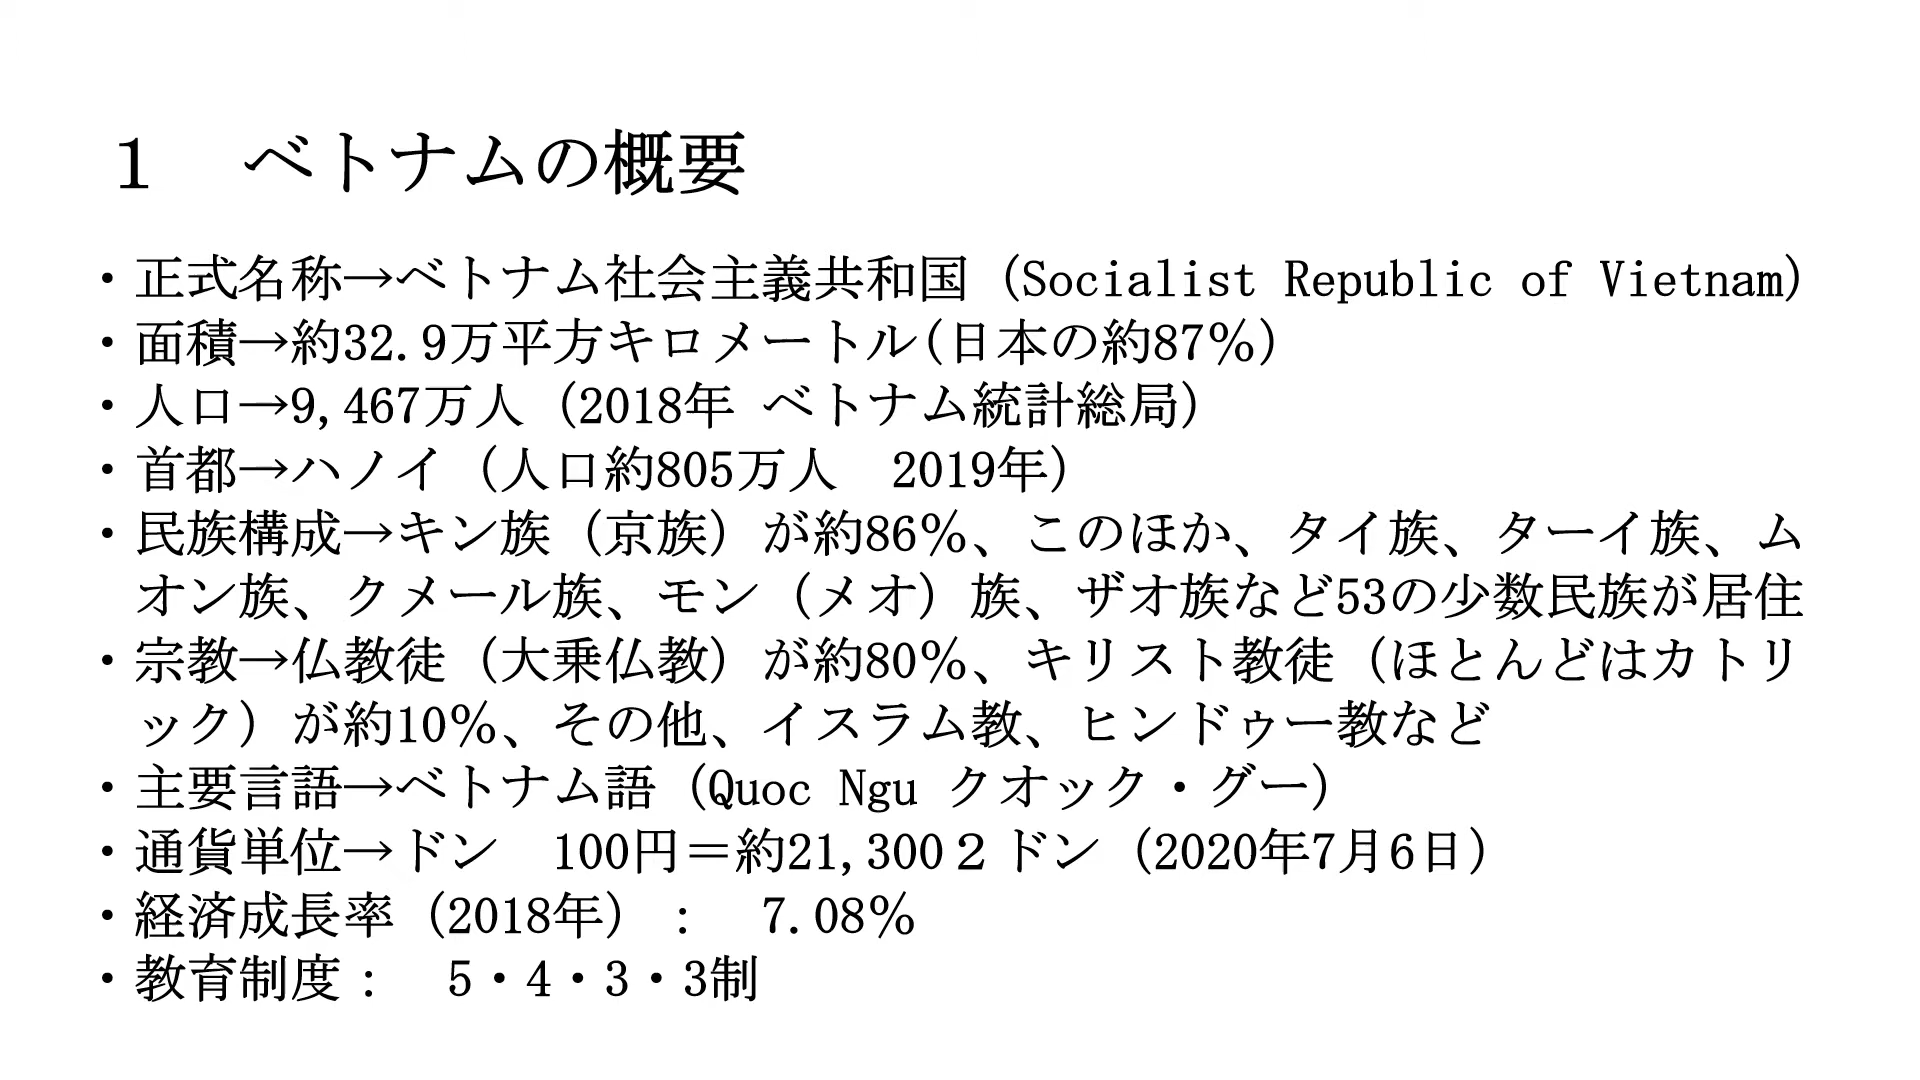 １　ベトナムの概要
・正式名称→ベトナム社会主義共和国（Socialist Republic of Vietnam）
・面積→約32.9万平方キロメートル(日本の約87％）
・人口→9,467万人（2018年 ベトナム統計総局）
・首都→ハノイ（人口約805万人　2019年）
・民族構成→キン族（京族）が約86％、このほか、タイ族、ターイ族、ム
オン族、クメール族、モン（メオ）族、ザオ族など53の少数民族が居住
・宗教→仏教徒（大乗仏教）が約80％、キリスト教徒（ほとんどはカトリ
ック）が約10％、その他、イスラム教、ヒンドゥー教など
・主要言語→ベトナム語（Quoc Ngu クオック・グー）
・通貨単位→ドン　100円＝約21,300２ドン（2020年7月6日）
・経済成長率（2018年）：　7.08％
・教育制度：　5・4・3・3制